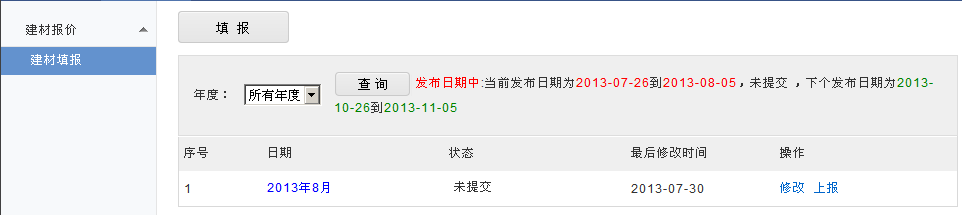 建材报价
建材填报
填 报
年度： 所有年度 查 询 发布日期中:当前发布日期为2013-07-26到2013-08-05，未提交 ，下个发布日期为2013-
10-26到2013-11-05
序号 日期 状态 最后修改时间 操作
1 2013年8月 未提交 2013-07-30 修改 上报